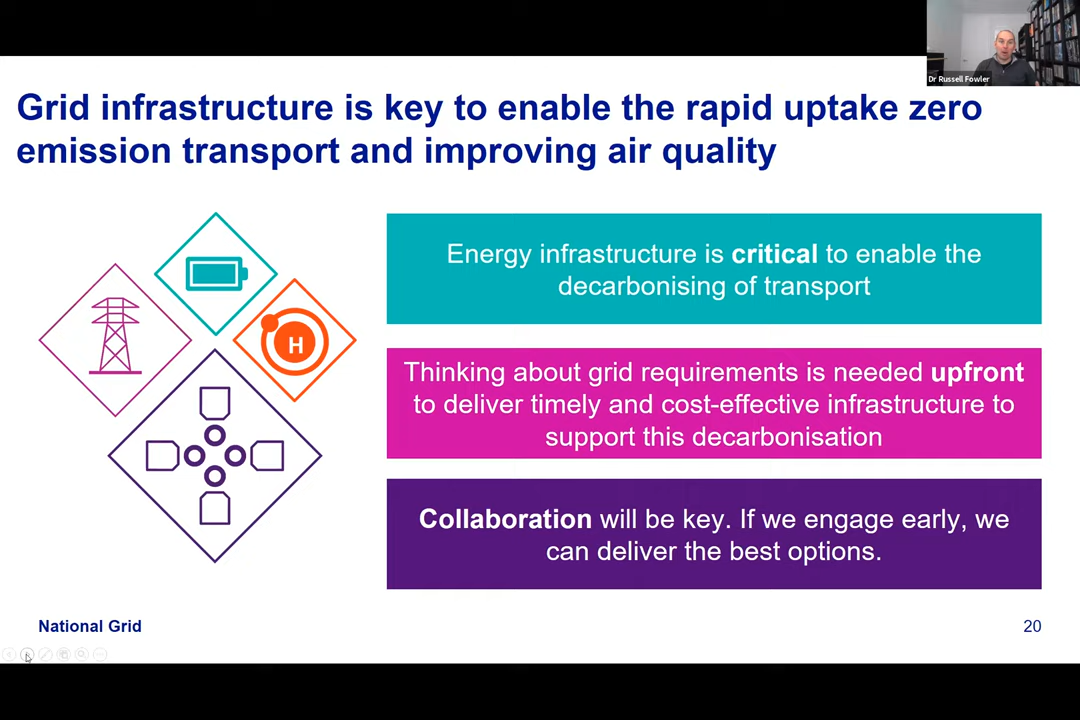 Dr Russell Fowler
Grid infrastructure is key to enable the rapid uptake zero
emission transport and improving air quality
H
Energy infrastructure is critical to enable the
decarbonising of transport
Thinking about grid requirements is needed upfront
to deliver timely and cost-effective infrastructure to
support this decarbonisation
Collaboration will be key. If we engage early, we
can deliver the best options.
National Grid
20